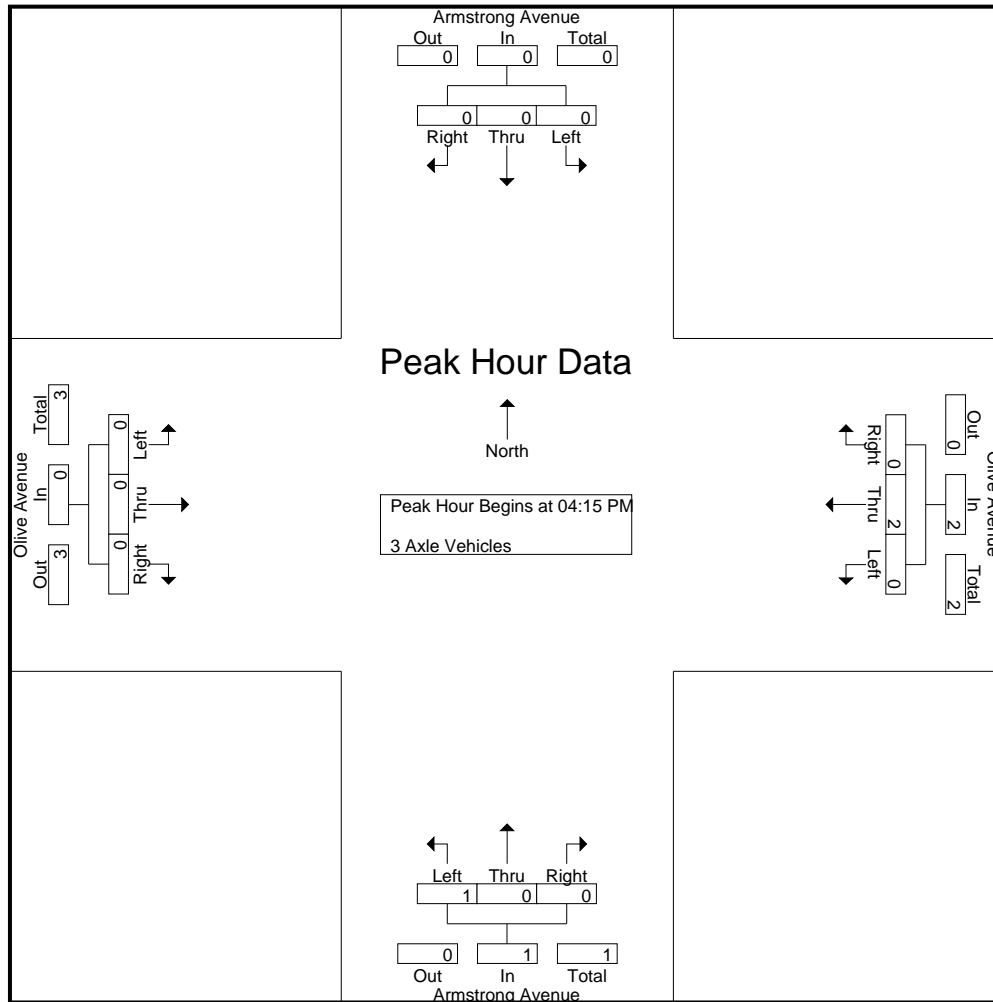 Armstrong Avenue
Out In Total
0 0 0
0 0 0
Right Thru Left
Peak Hour Data
North
Peak Hour Begins at 04:15 PM
3 Axle Vehicles
Olive Avenue
Out In Total
3 0 3
Right Thru Left
0 0 0
Olive Avenue
Out In Total
0 2 2
0 2 0
Right Thru Left
Left Thru Right
1 0 0
0 1 1
Out In Total
Armstrong Avenue